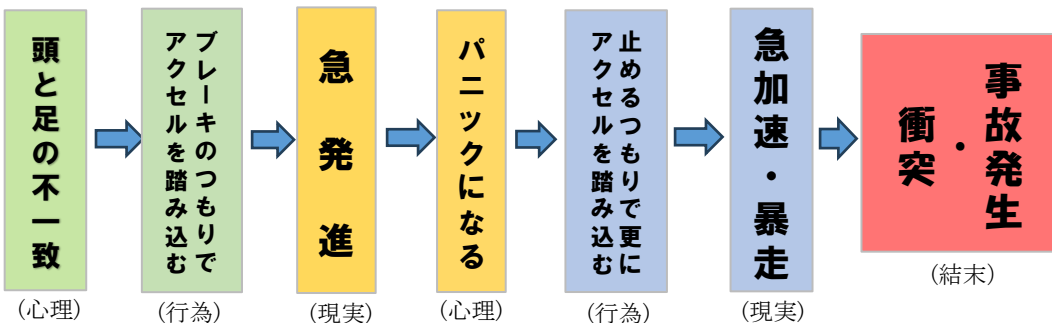 頭と足の不一致
(心理)
ブレーキのつもりで
アクセルを踏み込む
(行為)
急発進
(現実)
パニックになる
(心理)
止めるつもりで更に
アクセルを踏み込む
(行為)
急加速・暴走
(現実)
事故発生
・
衝突
(結末)